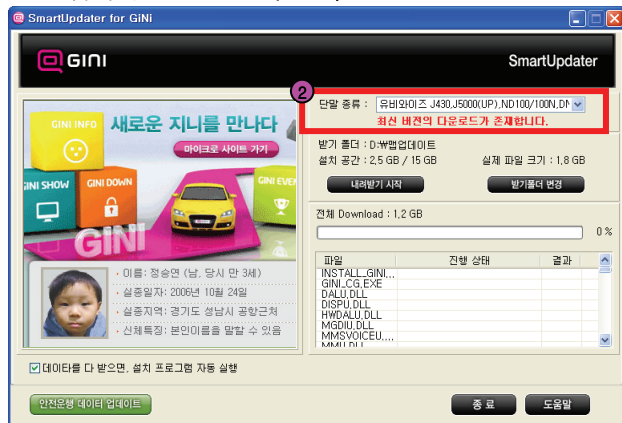 SmartUpdater for GiNi
GINI
SmartUpdater
2
단말 종류 : 유비와이즈 J430,J5000(UP),ND100/100N,DN
최신 버전의 다운로드가 존재합니다.
GINI INFO
새로운 지니를 만나다
마이크로 사이트 가기
GINI SHOW
GINI DOWN
GINI EVEN
GINI
· 이름: 정승연 (남, 당시 만 3세)
· 실종일자: 2006년 10월 24일
· 실종지역: 경기도 성남시 공항근처
· 신체특징: 본인이름을 말할 수 있음
받기 폴더 : D:₩맵업데이트
설치 공간 : 2,5 GB / 15 GB
실제 파일 크기 : 1,8 GB
내려받기 시작
받기폴더 변경
전체 Download : 1,2 GB
0 %
파일
진행 상태
결과
INSTALL_GINI,...
GINI_CG,EXE
DALU,DLL
DISPU,DLL
HWDALU,DLL
MGDIU,DLL
MMSVOICEU,...
MMU,DLL
데이타를 다 받으면, 설치 프로그램 자동 실행
안전운행 데이터 업데이트
종 료
도움말